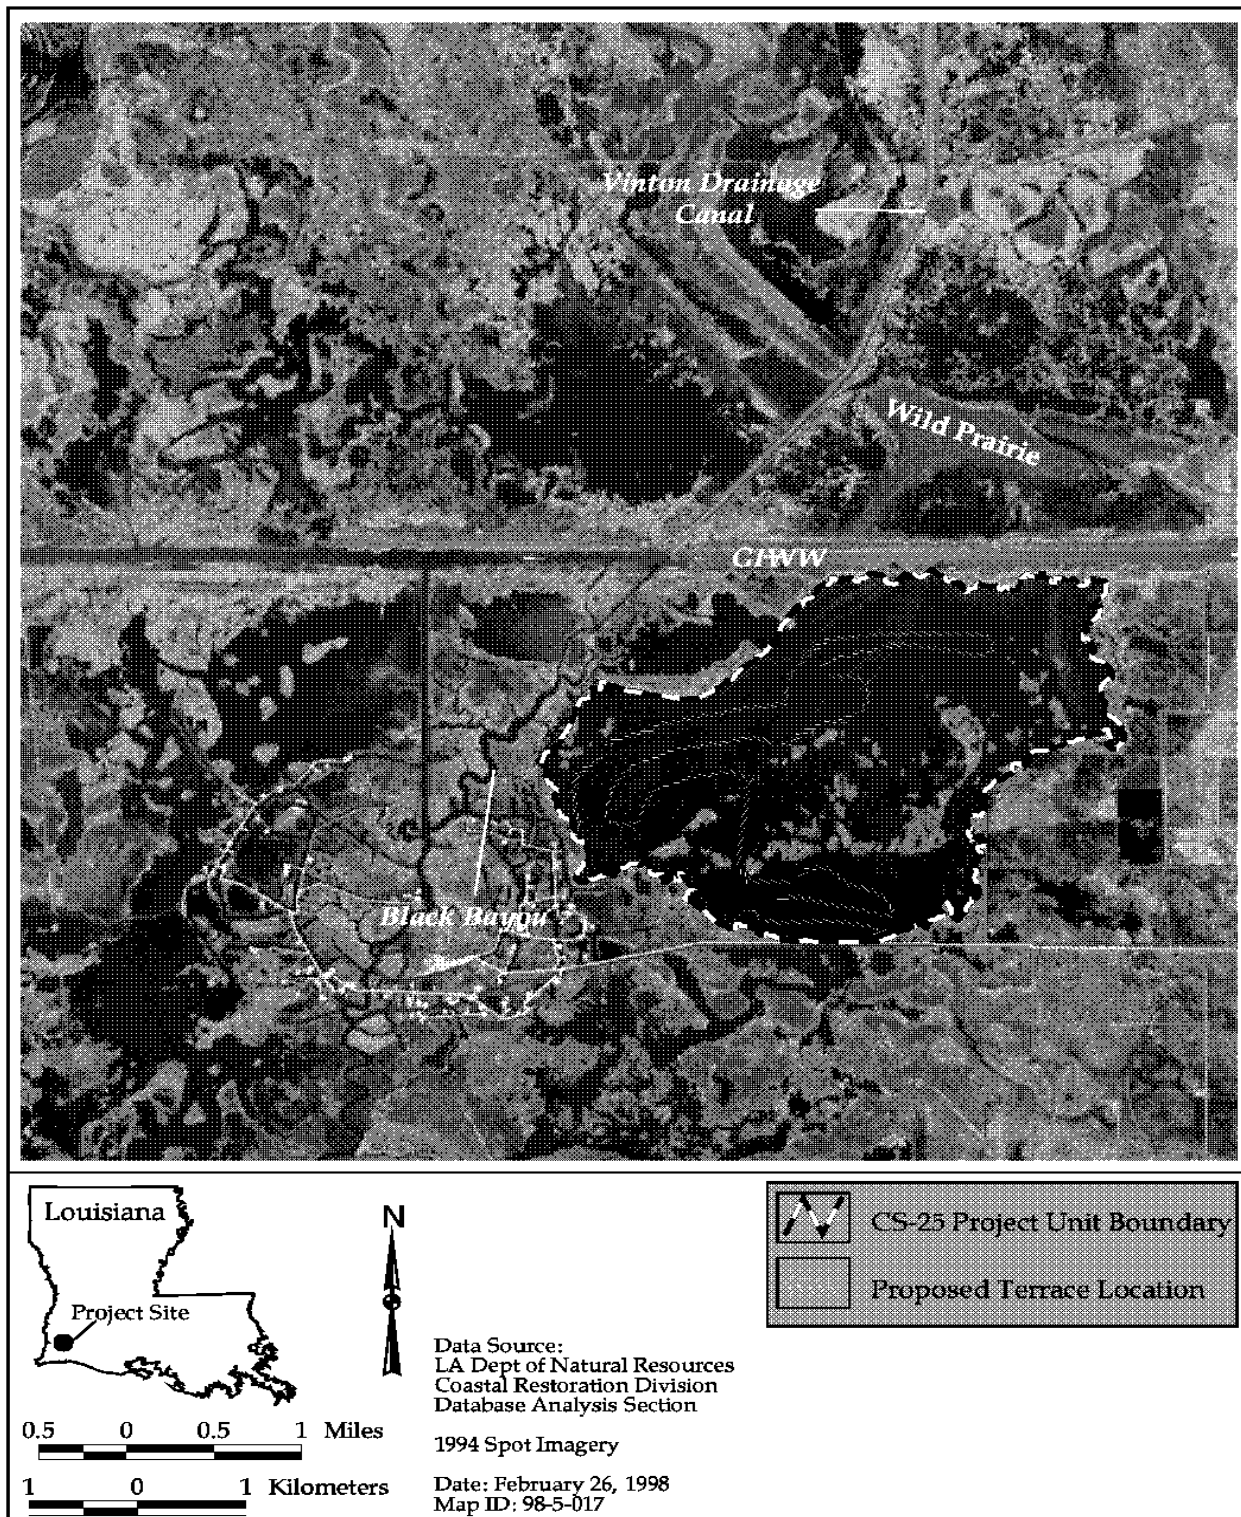 Vinton Drainage
Canal
Wild Prairie
GIWW
Black Bayou
Louisiana
Project Site
N
CS-25 Project Unit Boundary
Proposed Terrace Location
Data Source:
LA Dept of Natural Resources
Coastal Restoration Division
Database Analysis Section
1994 Spot Imagery
Date: February 26, 1998
Map ID: 98-5-017
0.5 0 0.5 1 Miles
1 0 1 Kilometers